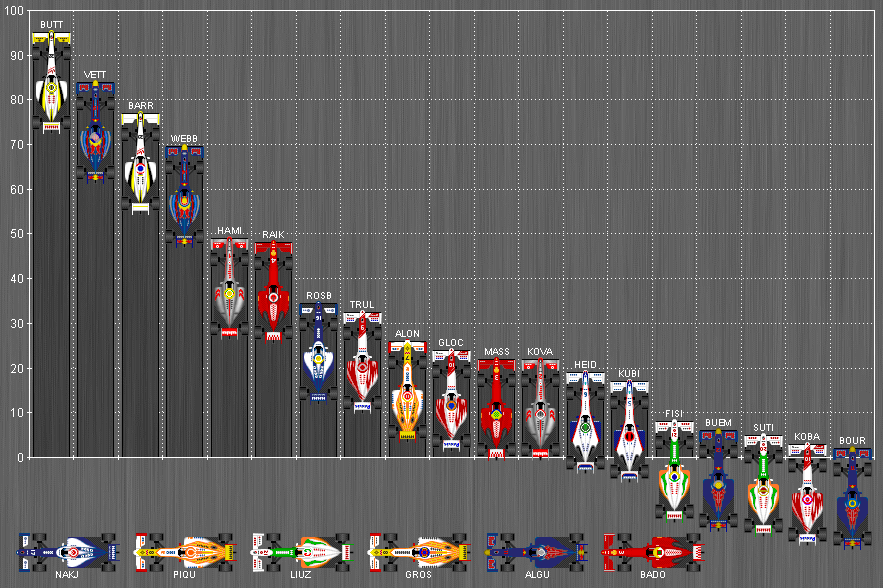 100
90
80
70
60
50
40
30
20
10
0
BUTT
VETT
BARR
WEBB
HAMI
RAIK
ROSB
TRUL
ALON
GLOC
MASS
KOVA
HEID
KUBI
FISI
BUEM
SUTI
KOBA
BOUR
NAKJ
PIQU
LIUZ
GROS
ALGU
BADO